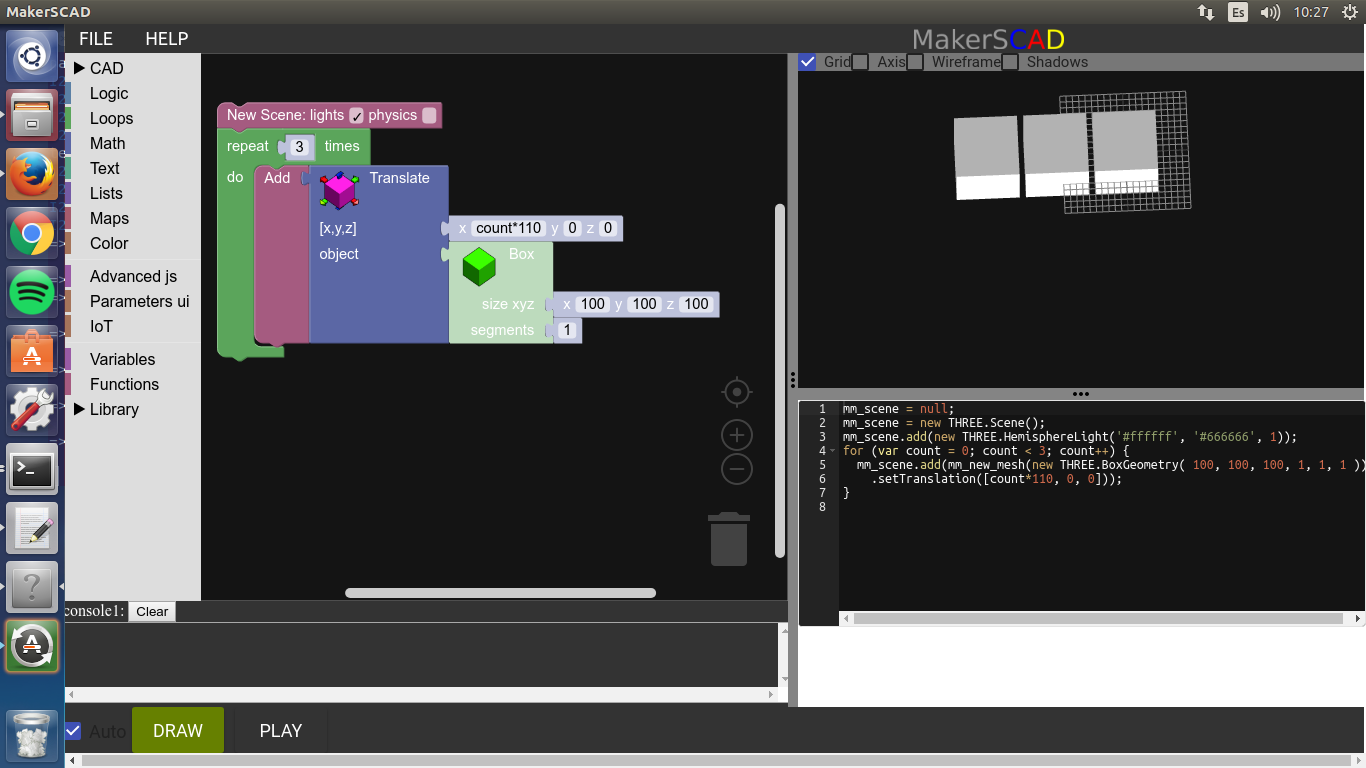 MakerSCAD
Es
10:27
FILE HELP
MakerSCAD
CAD
Logic
Loops
Math
Text
Lists
Maps
Color
Advanced js
Parameters ui
IoT
Variables
Functions
Library
New Scene: lights ✓ physics
repeat 3 times
do Add Translate
[x,y,z] x count*110 y 0 z 0
object Box
size xyz x 100 y 100 z 100
segments 1
Grid Axis Wireframe Shadows
1 mm_scene = null;
2 mm_scene = new THREE.Scene();
3 mm_scene.add(new THREE.HemisphereLight('#ffffff', '#666666', 1));
4 for (var count = 0; count < 3; count++) {
5 mm_scene.add(mm_new_mesh(new THREE.BoxGeometry( 100, 100, 100, 1, 1, 1 ))
6 .setTranslation([count*110, 0, 0]));
7 }
8
console1: Clear
Auto DRAW PLAY